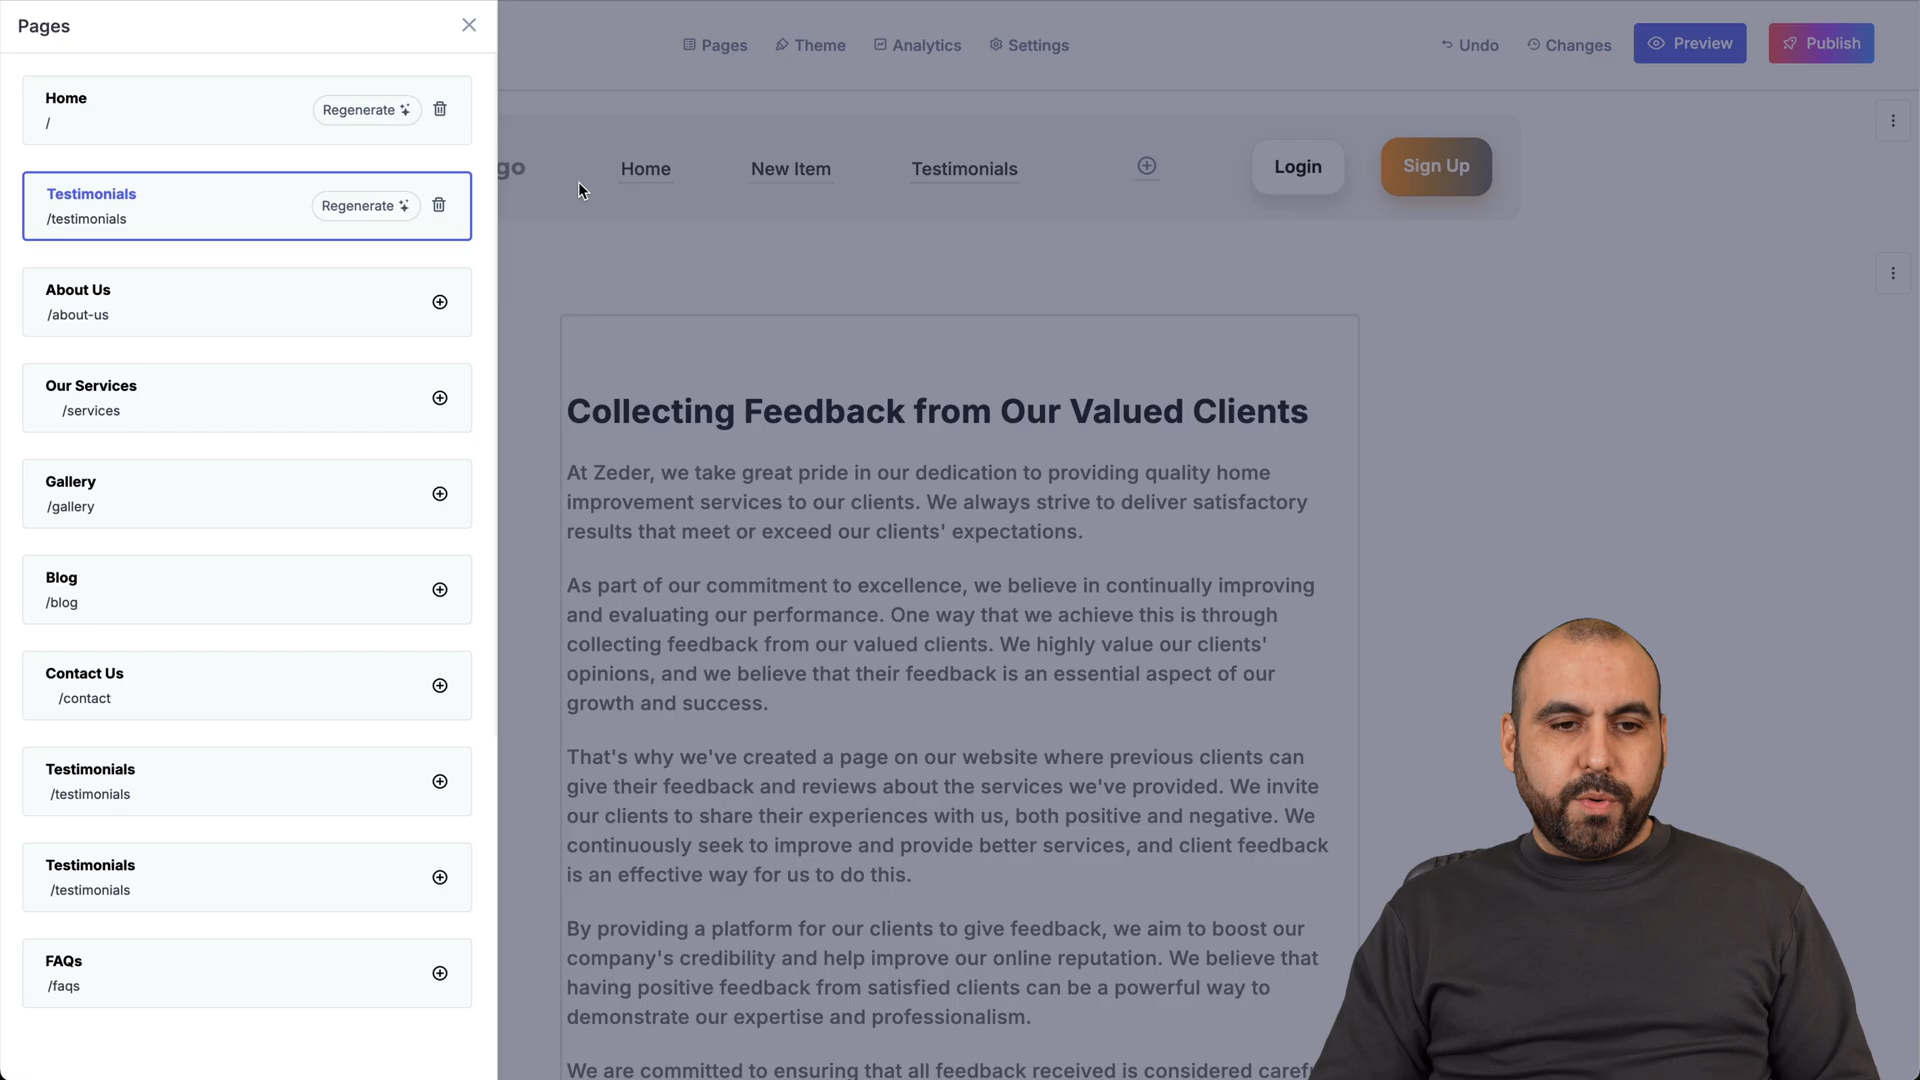 Pages
Home
Regenerate
/
Testimonials
Regenerate
/testimonials
About Us
/about-us
Our Services
/services
Gallery
/gallery
Blog
/blog
Contact Us
/contact
Testimonials
/testimonials
Testimonials
/testimonials
FAQs
/faqs
Pages
Theme
Analytics
Settings
Undo
Changes
Preview
Publish
go
Home
New Item
Testimonials
Login
Sign Up
Collecting Feedback from Our Valued Clients
At Zeder, we take great pride in our dedication to providing quality home
improvement services to our clients. We always strive to deliver satisfactory
results that meet or exceed our clients' expectations.
As part of our commitment to excellence, we believe in continually improving
and evaluating our performance. One way that we achieve this is through
collecting feedback from our valued clients. We highly value our clients'
opinions, and we believe that their feedback is an essential aspect of our
growth and success.
That's why we've created a page on our website where previous clients can
give their feedback and reviews about the services we've provided. We invite
our clients to share their experiences with us, both positive and negative. We
continuously seek to improve and provide better services, and client feedback
is an effective way for us to do this.
By providing a platform for our clients to give feedback, we aim to boost our
company's credibility and help improve our online reputation. We believe that
having positive feedback from satisfied clients can be a powerful way to
demonstrate our expertise and professionalism.
We are committed to ensuring that all feedback received is considered